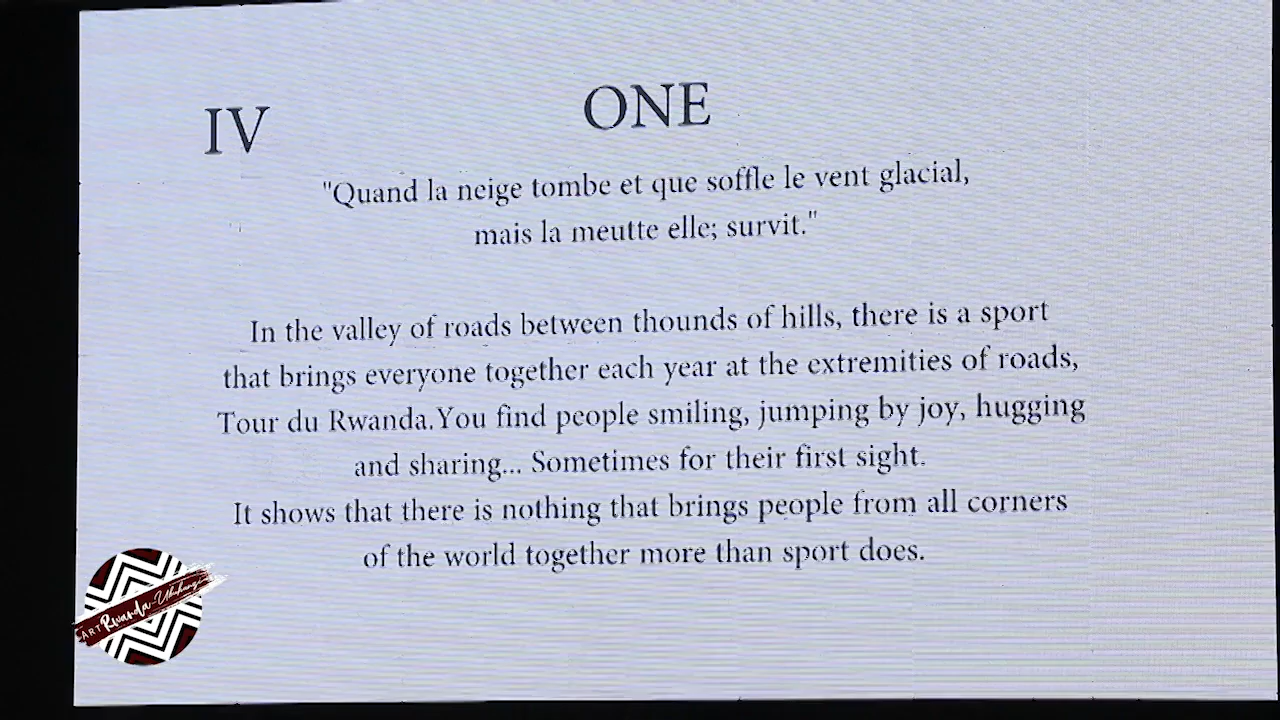 IV
ONE
"Quand la neige tombe et que soffle le vent glacial,
mais la meutte elle; survit."
In the valley of roads between thounds of hills, there is a sport
that brings everyone together each year at the extremities of roads,
Tour du Rwanda.You find people smiling, jumping by joy, hugging
and sharing... Sometimes for their first sight.
It shows that there is nothing that brings people from all corners
of the world together more than sport does.
ART Rwanda-Ubuhanzi